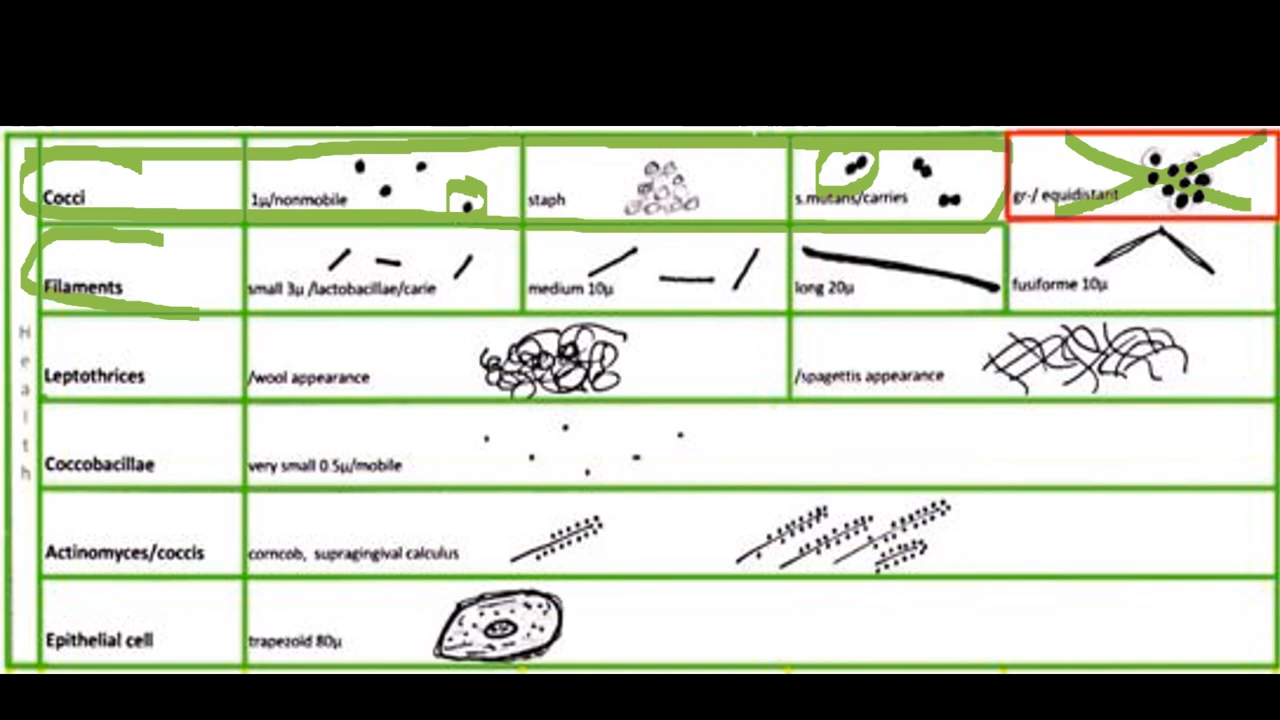 Cocci
1µ/nonmobile
staph
s.mutans/carries
gr-/ equidistant
Filaments
small 3µ /lactobacillae/carie
medium 10µ
long 20µ
fusiforme 10µ
Health
Leptothrices
/wool appearance
/spagettis appearance
Coccobacillae
very small 0.5µ/mobile
Actinomyces/coccis
corncob, supragingival calculus
Epithelial cell
trapezoid 80µ